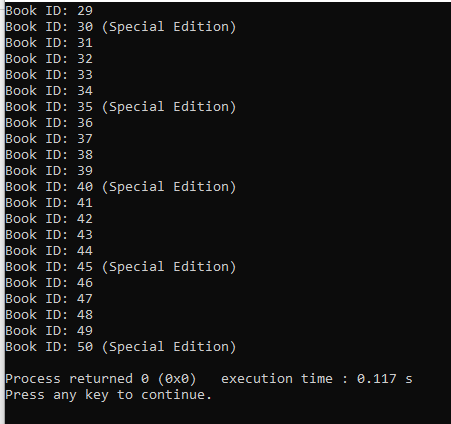 Book ID: 29
Book ID: 30 (Special Edition)
Book ID: 31
Book ID: 32
Book ID: 33
Book ID: 34
Book ID: 35 (Special Edition)
Book ID: 36
Book ID: 37
Book ID: 38
Book ID: 39
Book ID: 40 (Special Edition)
Book ID: 41
Book ID: 42
Book ID: 43
Book ID: 44
Book ID: 45 (Special Edition)
Book ID: 46
Book ID: 47
Book ID: 48
Book ID: 49
Book ID: 50 (Special Edition)
Process returned 0 (0x0)   execution time : 0.117 s
Press any key to continue.